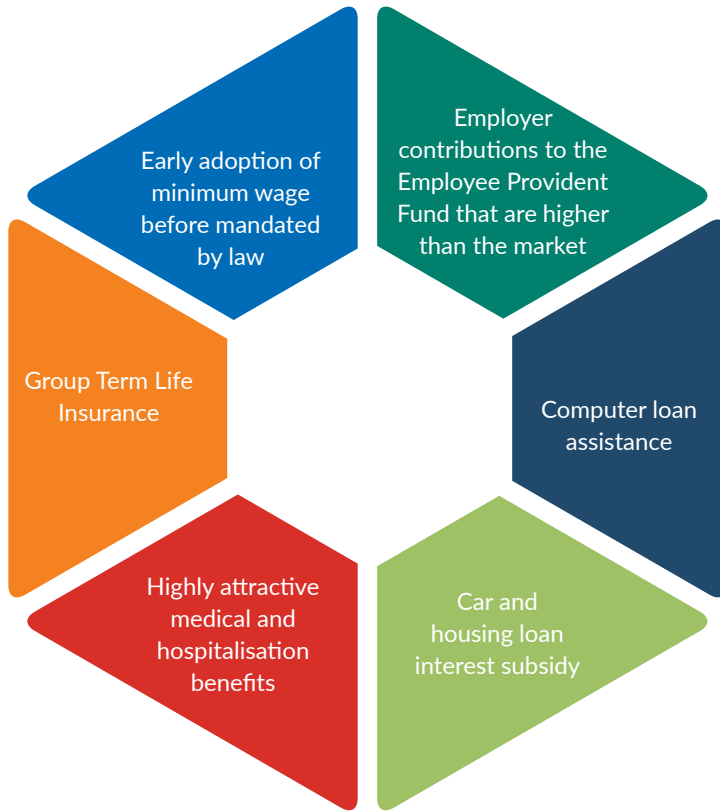 Early adoption of
minimum wage
before mandated
by law
Employer
contributions to the
Employee Provident
Fund that are higher
than the market
Group Term Life
Insurance
Computer loan
assistance
Highly attractive
medical and
hospitalisation
benefits
Car and
housing loan
interest subsidy